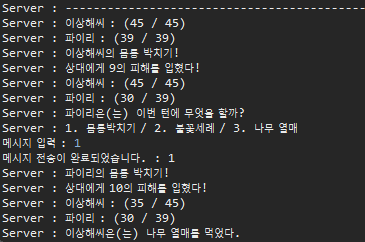 Server : ------------------------------------------
Server : 이상해씨 : (45 / 45)
Server : 파이리 : (39 / 39)
Server : 이상해씨의 몸통 박치기!
Server : 상대에게 9의 피해를 입혔다!
Server : 이상해씨 : (45 / 45)
Server : 파이리 : (30 / 39)
Server : 파이리은(는) 이번 턴에 무엇을 할까?
Server : 1. 몸통박치기 / 2. 불꽃세례 / 3. 나무 열매
메시지 입력 : 1
메시지 전송이 완료되었습니다. : 1
Server : 파이리의 몸통 박치기!
Server : 상대에게 10의 피해를 입혔다!
Server : 이상해씨 : (35 / 45)
Server : 파이리 : (30 / 39)
Server : 이상해씨은(는) 나무 열매를 먹었다.